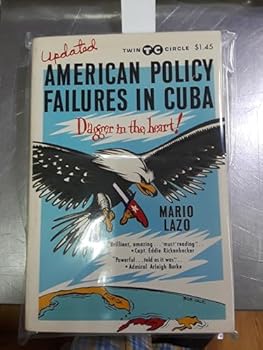 Updated
TWIN TC CIRCLE $1.45
AMERICAN POLICY
FAILURES IN CUBA
Dagger in the heart!
MARIO
LAZO
"Brilliant, amazing... 'must' reading"
• Capt. Eddie Rickenbacker
"Powerful... told as it was"
• Admiral Arleigh Burke